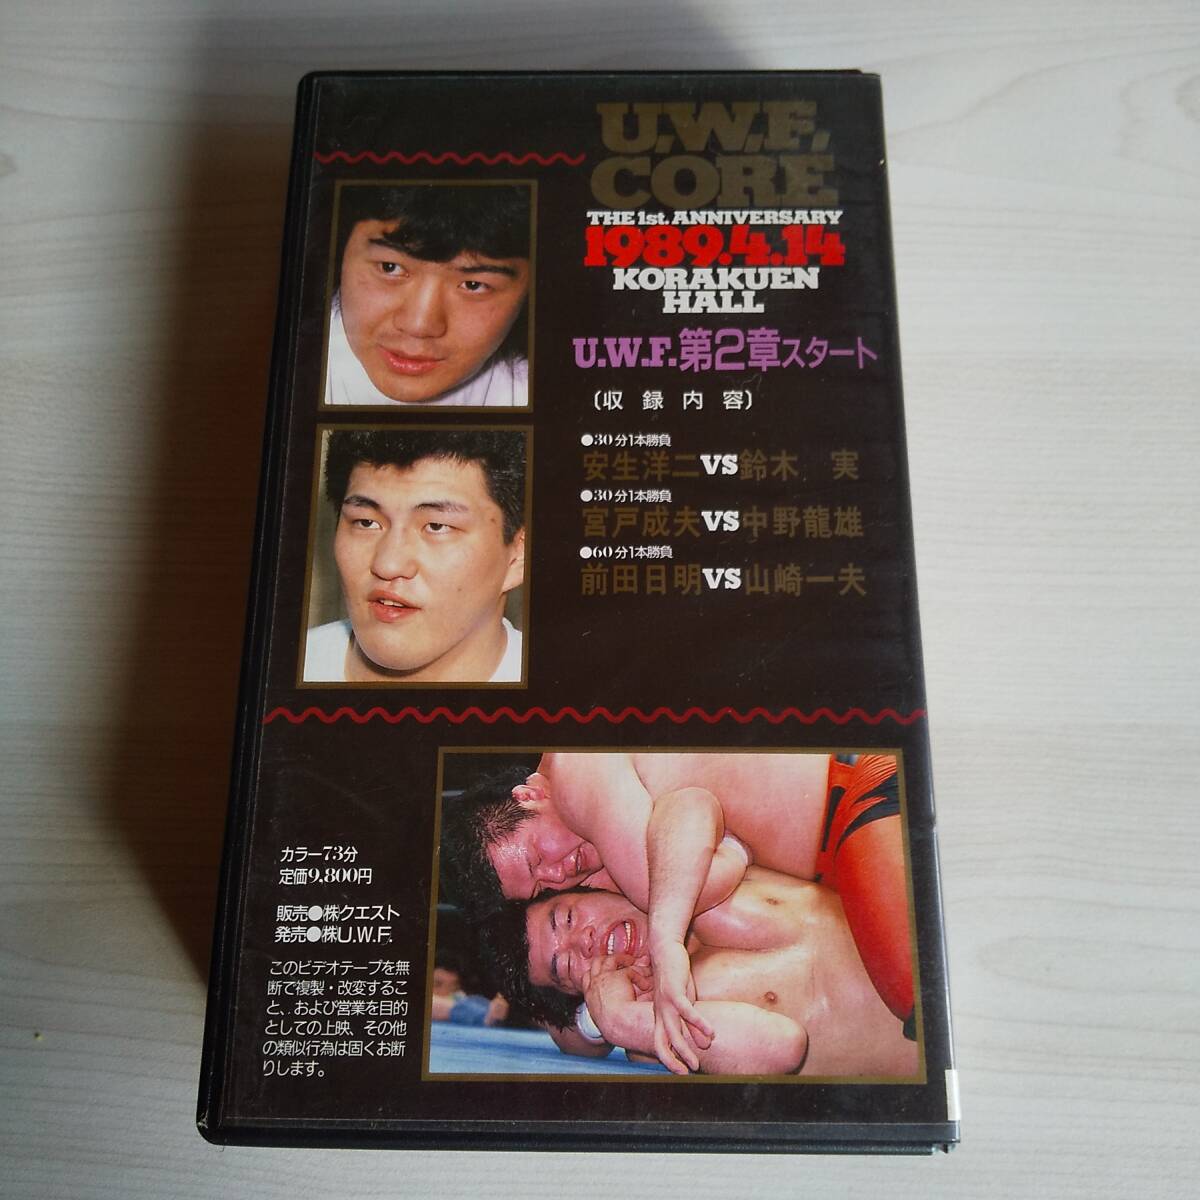 U.W.F.
CORE
THE 1st. ANNIVERSARY
1989.4.14
KORAKUEN
HALL
U.W.F.第2章スタート
〔収 録 内 容〕
●30分1本勝負
安生洋二VS鈴木 実
●30分1本勝負
宮戸成夫VS中野龍雄
●60分1本勝負
前田日明VS山崎一夫
カラー73分
定価9,800円
販売●㈱クエスト
発売●㈱U.W.F.
このビデオテープを無
断で複製・改変するこ
と、および営業を目的
としての上映、その他
の類似行為は固くお断
りします。